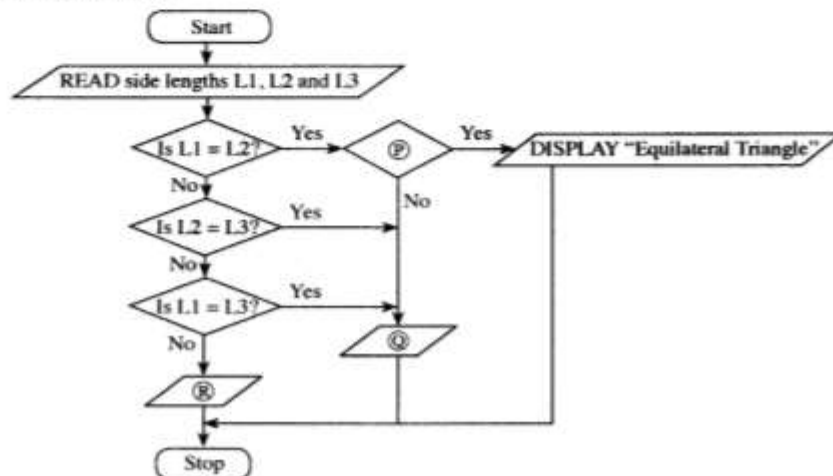 Start
READ side lengths L1, L2 and L3
Is L1 = L2?
Yes
Ⓟ
Yes
DISPLAY “Equilateral Triangle”
No
No
Is L2 = L3?
Yes
No
Is L1 = L3?
Yes
No
Ⓠ
Ⓡ
Stop